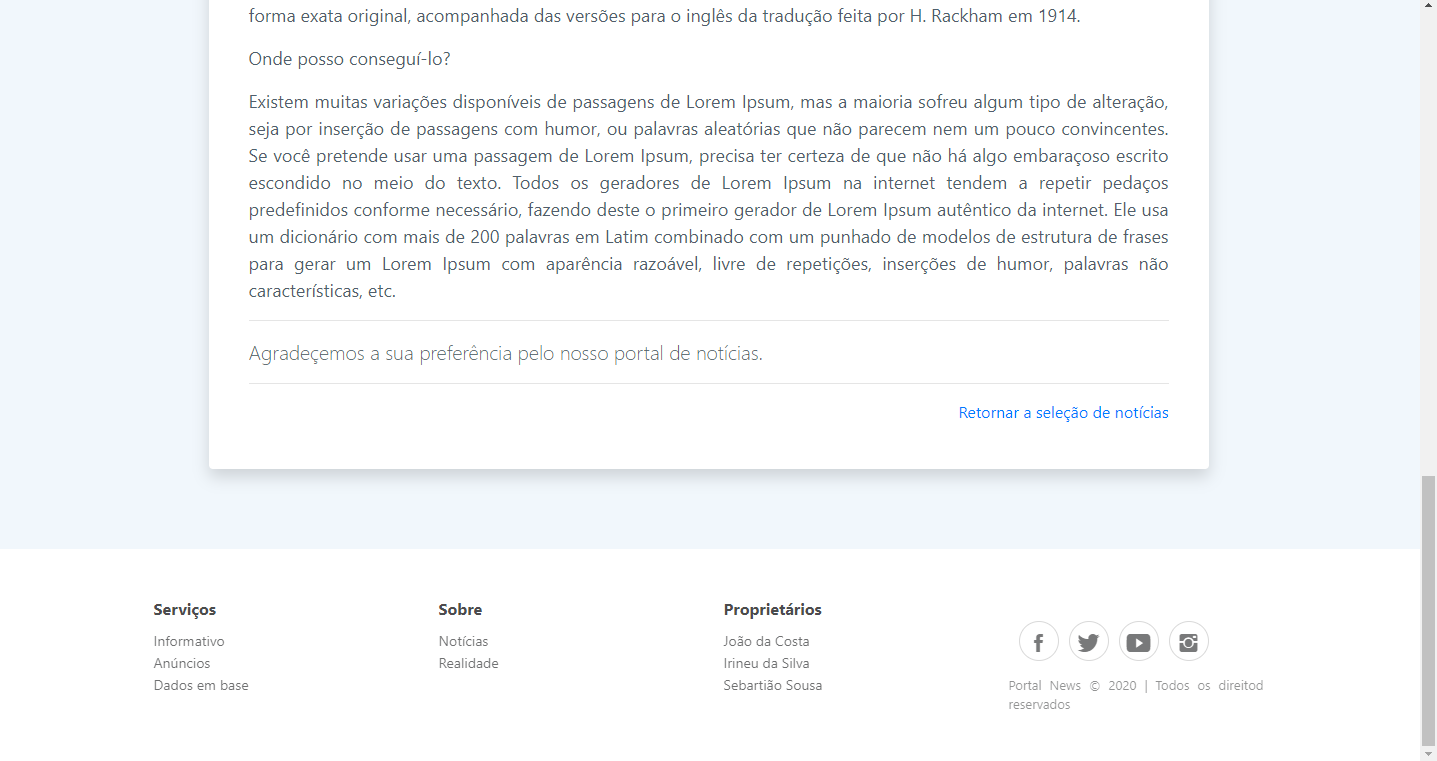 forma exata original, acompanhada das versões para o inglês da tradução feita por H. Rackham em 1914.
Onde posso conseguí-lo?
Existem muitas variações disponíveis de passagens de Lorem Ipsum, mas a maioria sofreu algum tipo de alteração,
seja por inserção de passagens com humor, ou palavras aleatórias que não parecem nem um pouco convincentes.
Se você pretende usar uma passagem de Lorem Ipsum, precisa ter certeza de que não há algo embaraçoso escrito
escondido no meio do texto. Todos os geradores de Lorem Ipsum na internet tendem a repetir pedaços
predefinidos conforme necessário, fazendo deste o primeiro gerador de Lorem Ipsum autêntico da internet. Ele usa
um dicionário com mais de 200 palavras em Latim combinado com um punhado de modelos de estrutura de frases
para gerar um Lorem Ipsum com aparência razoável, livre de repetições, inserções de humor, palavras não
características, etc.
Agradeçemos a sua preferência pelo nosso portal de notícias.
Retornar a seleção de notícias
Serviços
Informativo
Anúncios
Dados em base
Sobre
Notícias
Realidade
Proprietários
João da Costa
Irineu da Silva
Sebartião Sousa
Portal News © 2020 | Todos os direitod
reservados